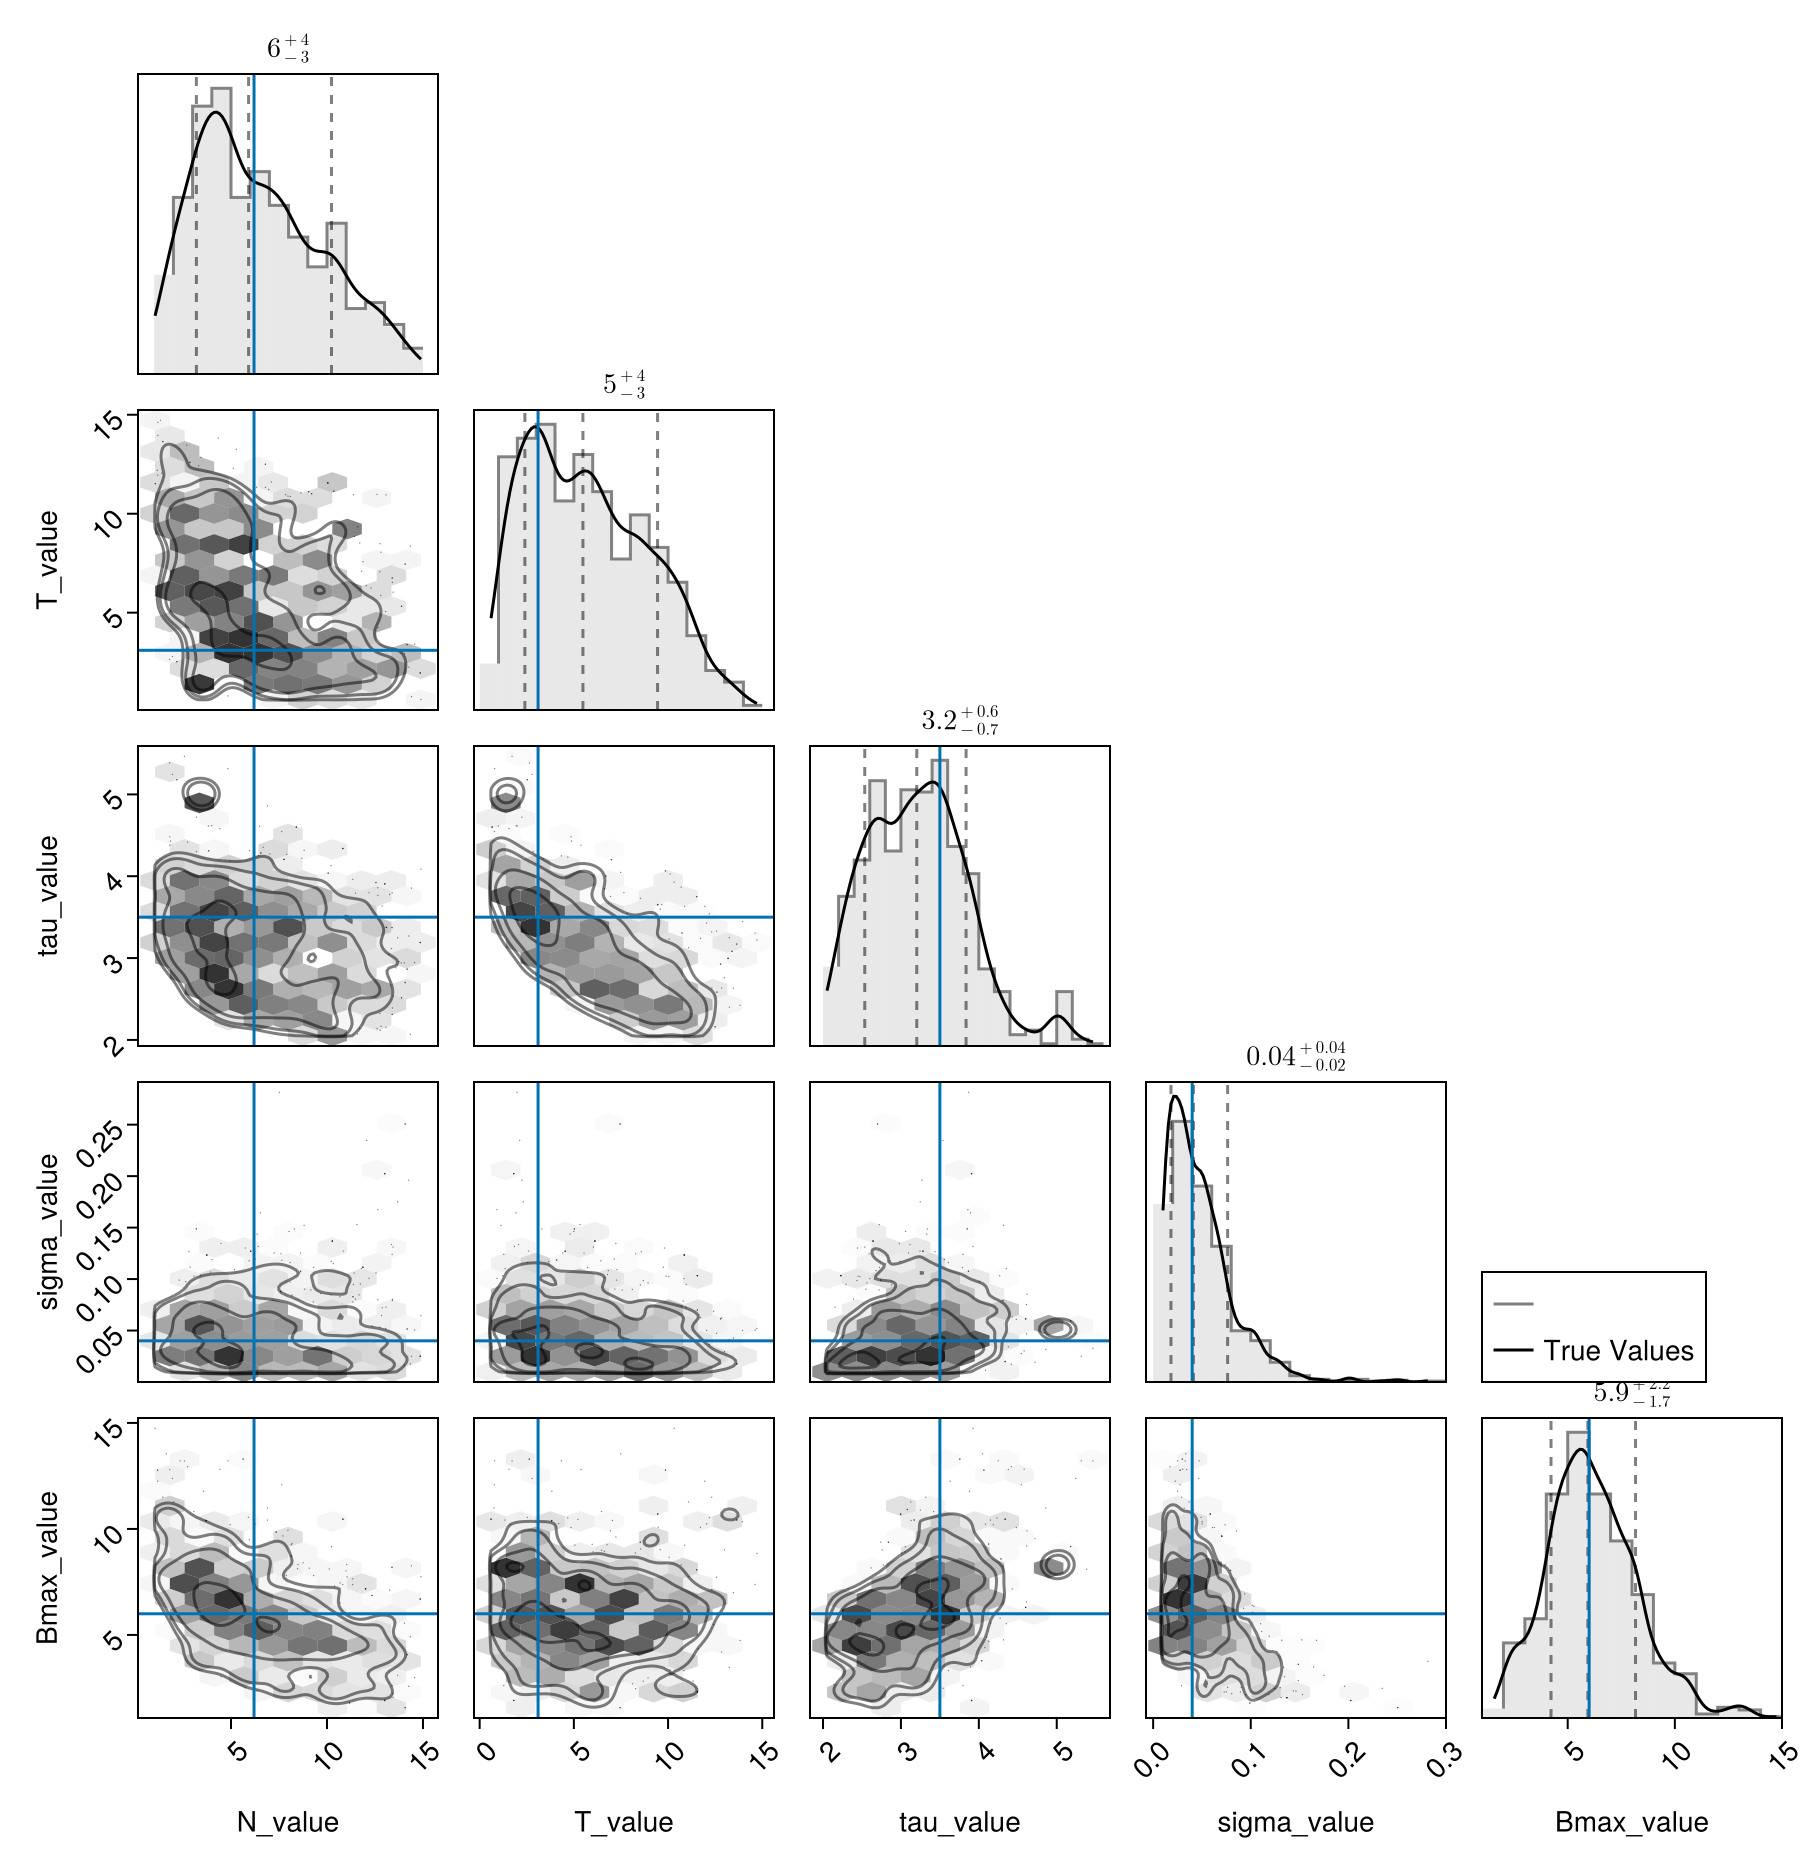 6 +4 −3
15
10
5
T_value
5 +4 −3
5
4
3
2
tau_value
3.2 +0.6 −0.7
0.25
0.20
0.15
0.10
0.05
sigma_value
0.04 +0.04 −0.02
True Values
5.9 +2.2 −1.7
15
10
5
Bmax_value
5 10 15
0 5 10 15
2 3 4 5
0.0 0.1 0.2 0.3
5 10 15
N_value
T_value
tau_value
sigma_value
Bmax_value